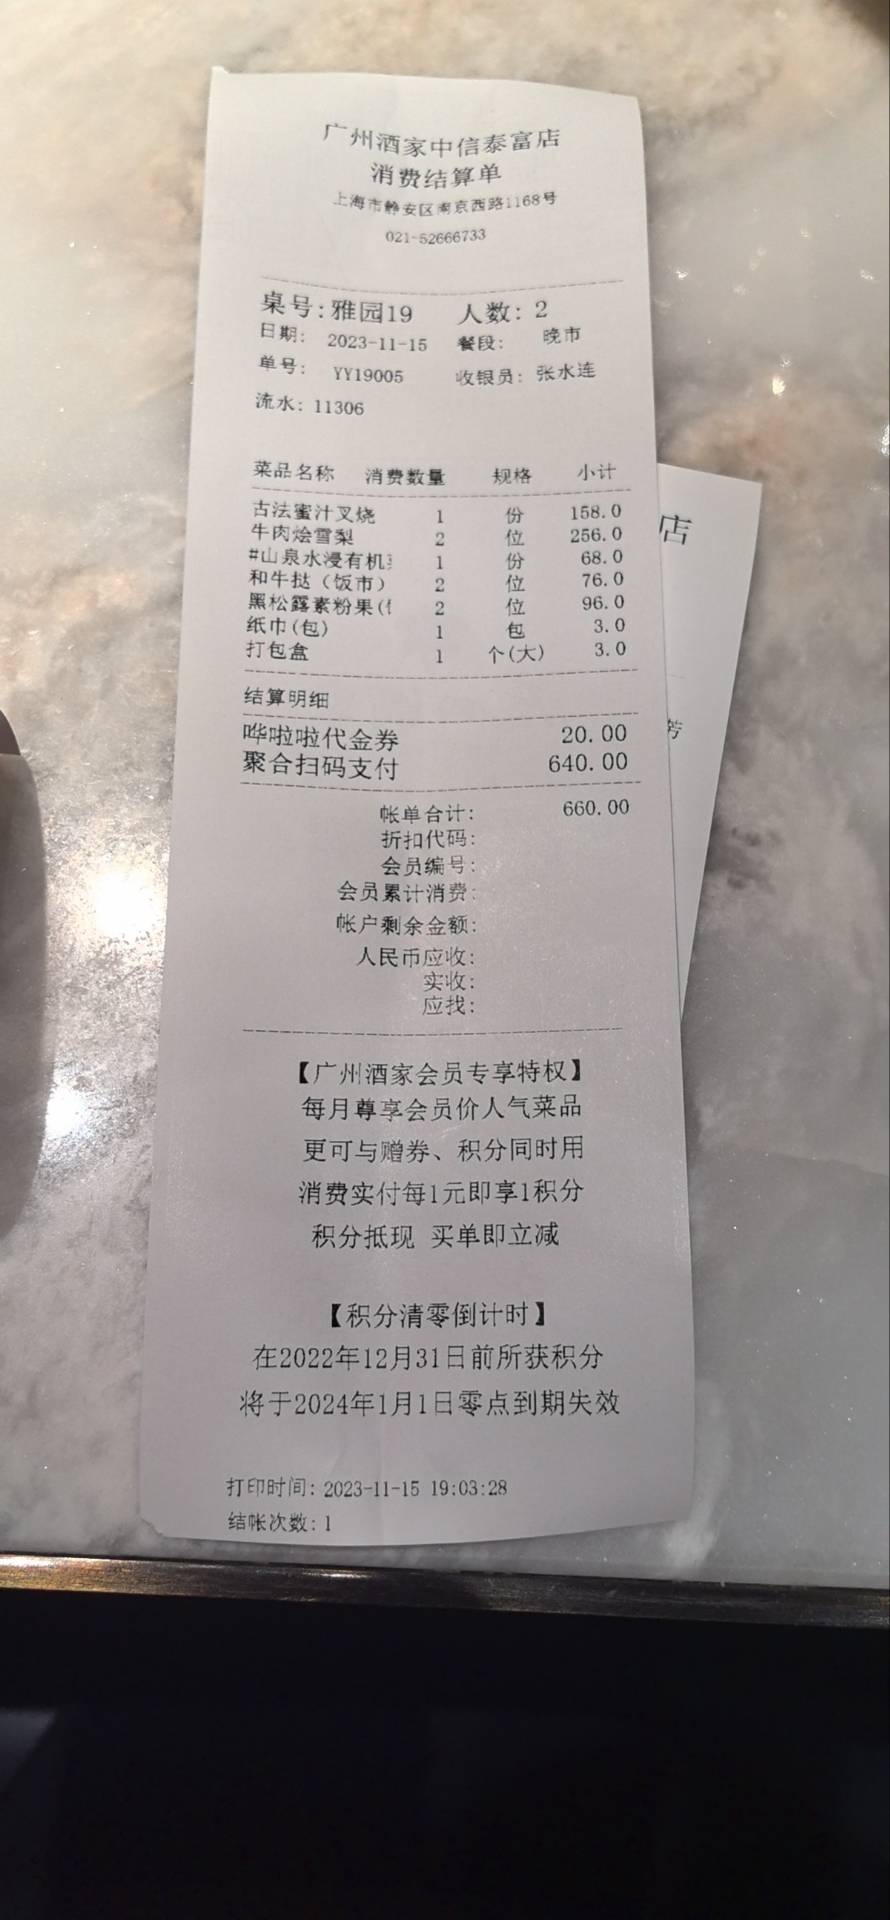 广州酒家中信泰富店
消费结算单
上海市静安区南京西路1168号
021-52666733
桌号:雅园19 人数: 2
日期: 2023-11-15 餐段: 晚市
单号: YY19005 收银员: 张水连
流水: 11306
菜品名称 消费数量 规格 小计
古法蜜汁叉烧 1 份 158.0
牛肉烩雪梨 2 位 256.0
#山泉水浸有机 1 份 68.0
和牛挞（饭市） 2 位 76.0
黑松露素粉果( 2 位 96.0
纸巾(包) 1 包 3.0
打包盒 1 个(大) 3.0
结算明细
哗啦啦代金券 20.00
聚合扫码支付 640.00
帐单合计: 660.00
折扣代码:
会员编号:
会员累计消费:
帐户剩余金额:
人民币应收:
实收:
应找:
【广州酒家会员专享特权】
每月尊享会员价人气菜品
更可与赠券、积分同时用
消费实付每1元即享1积分
积分抵现 买单即立减
【积分清零倒计时】
在2022年12月31日前所获积分
将于2024年1月1日零点到期失效
打印时间: 2023-11-15 19:03:28
结帐次数: 1
店
芳